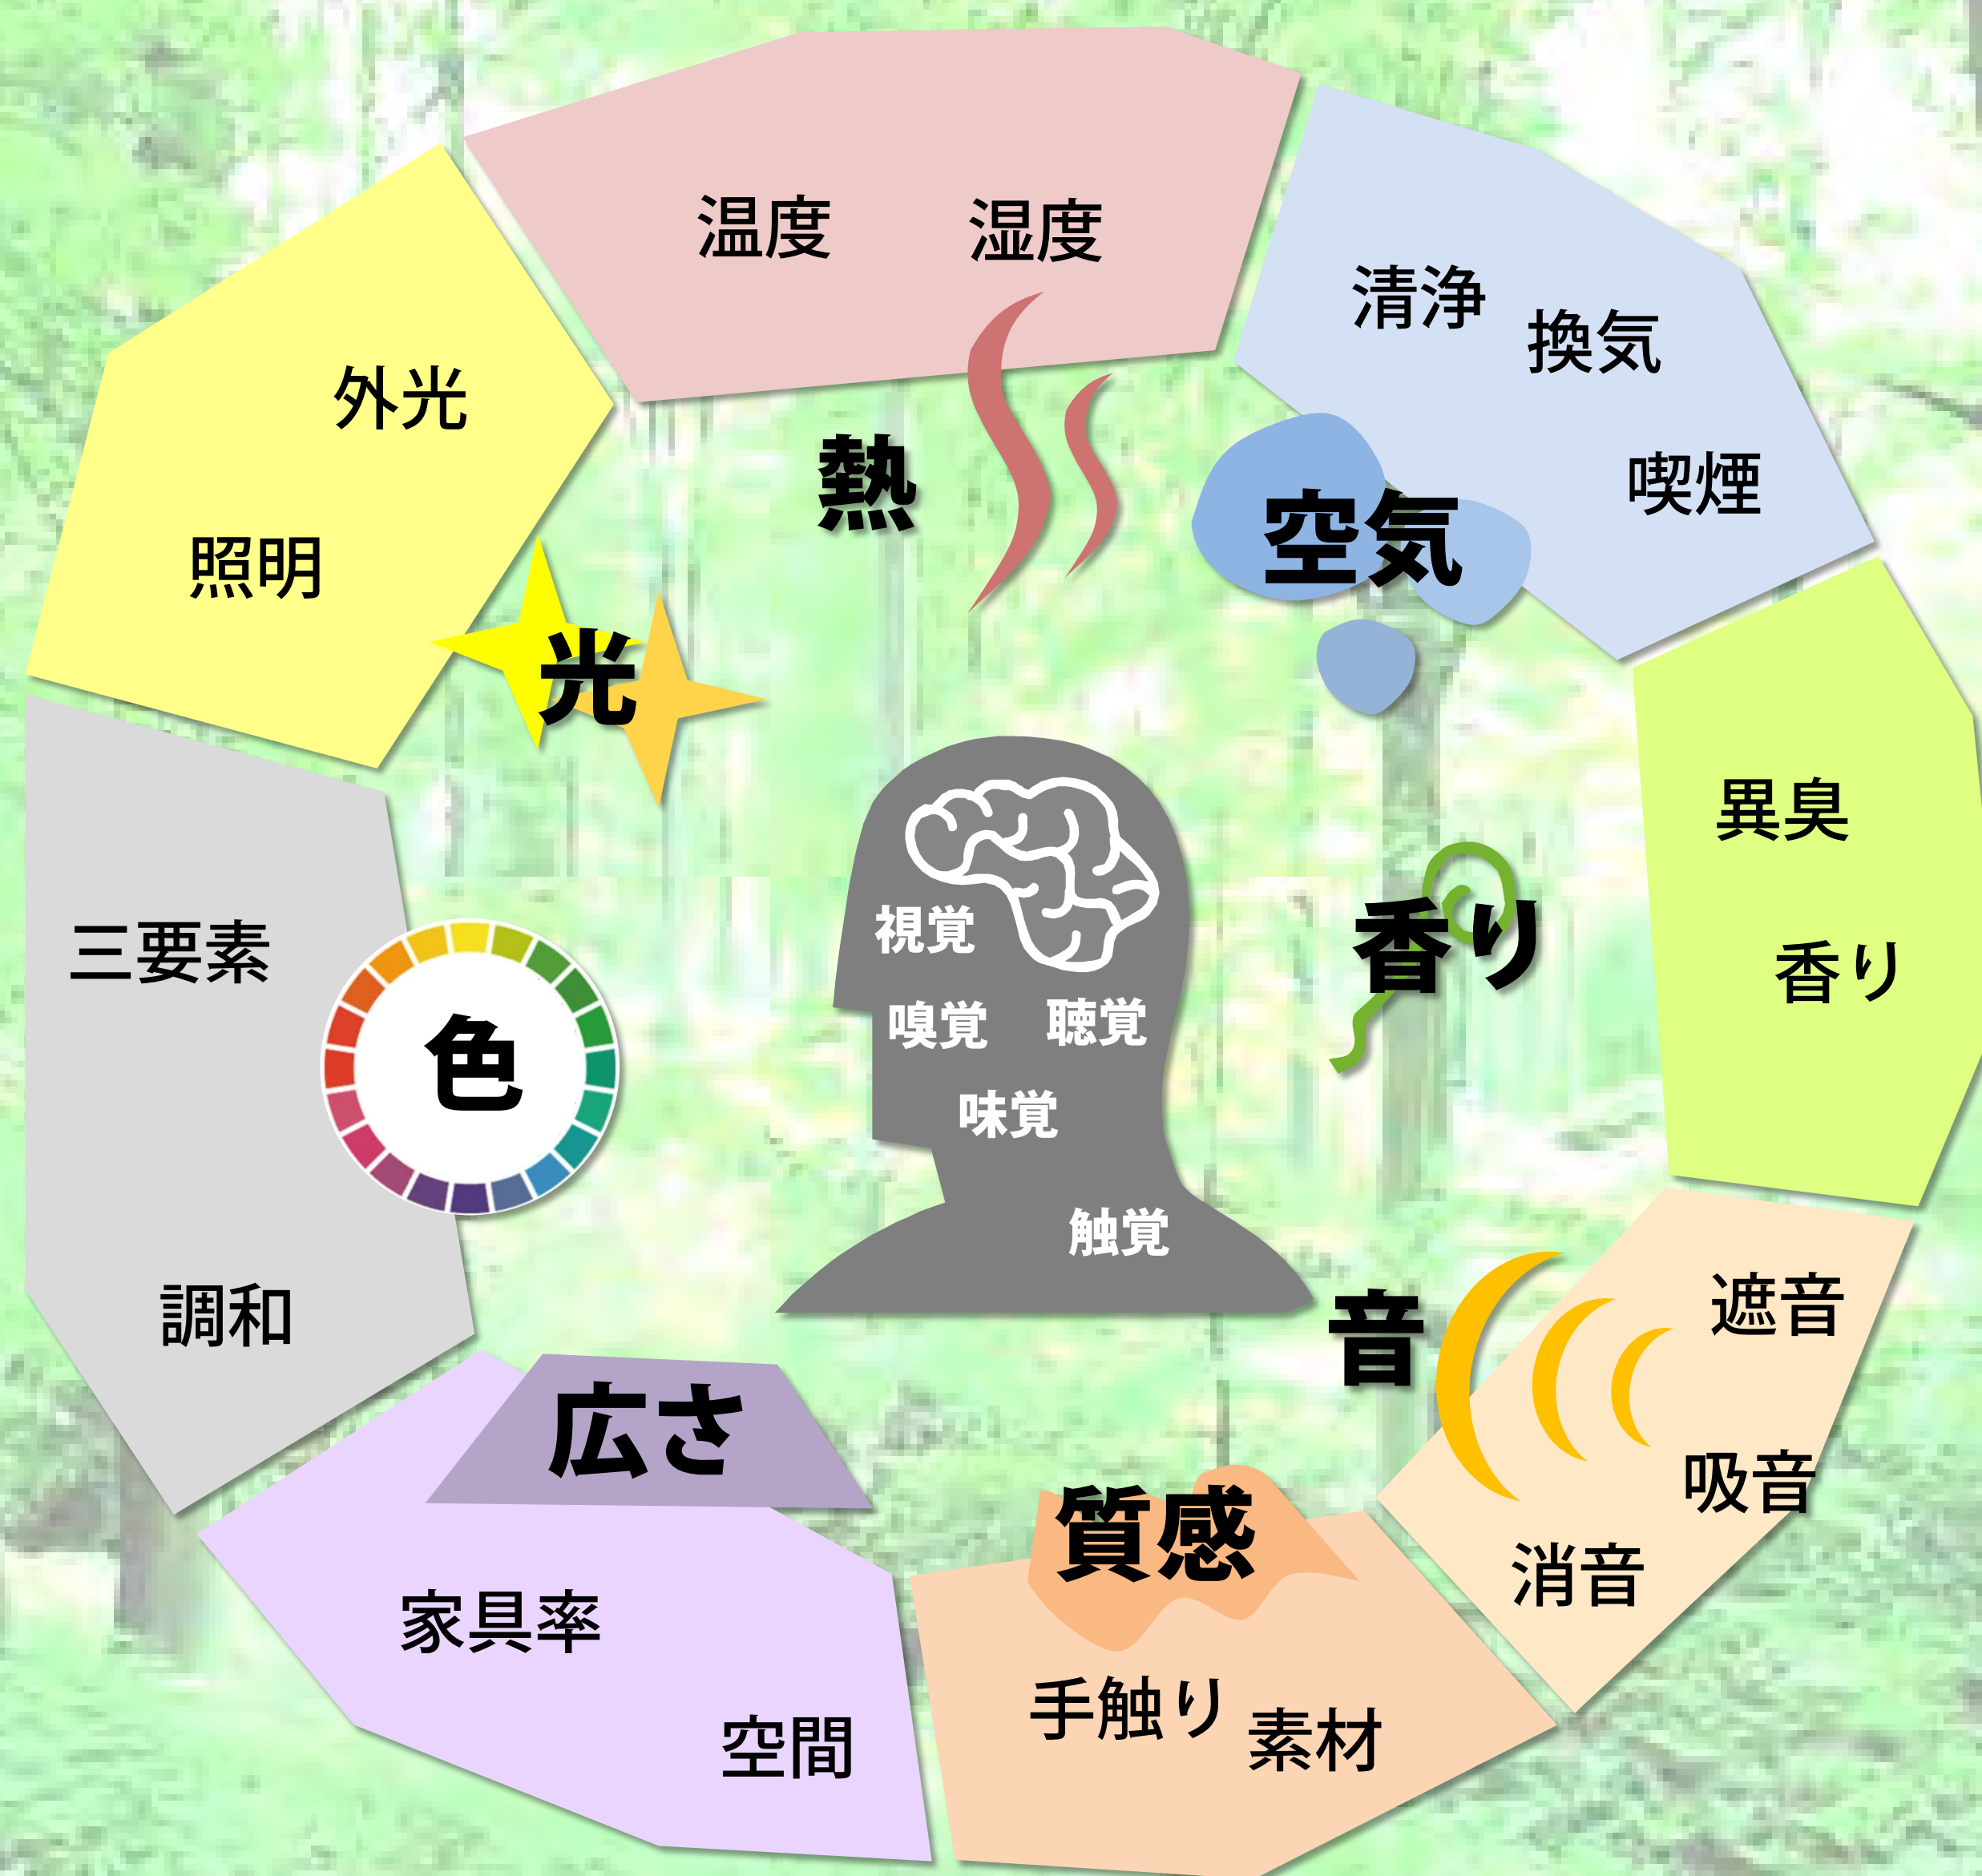 温度
湿度
熱
清浄
換気
喫煙
空気
外光
照明
光
異臭
香り
香り
三要素
調和
色
視覚
嗅覚
聴覚
味覚
触覚
遮音
吸音
消音
音
広さ
家具率
空間
質感
手触り
素材